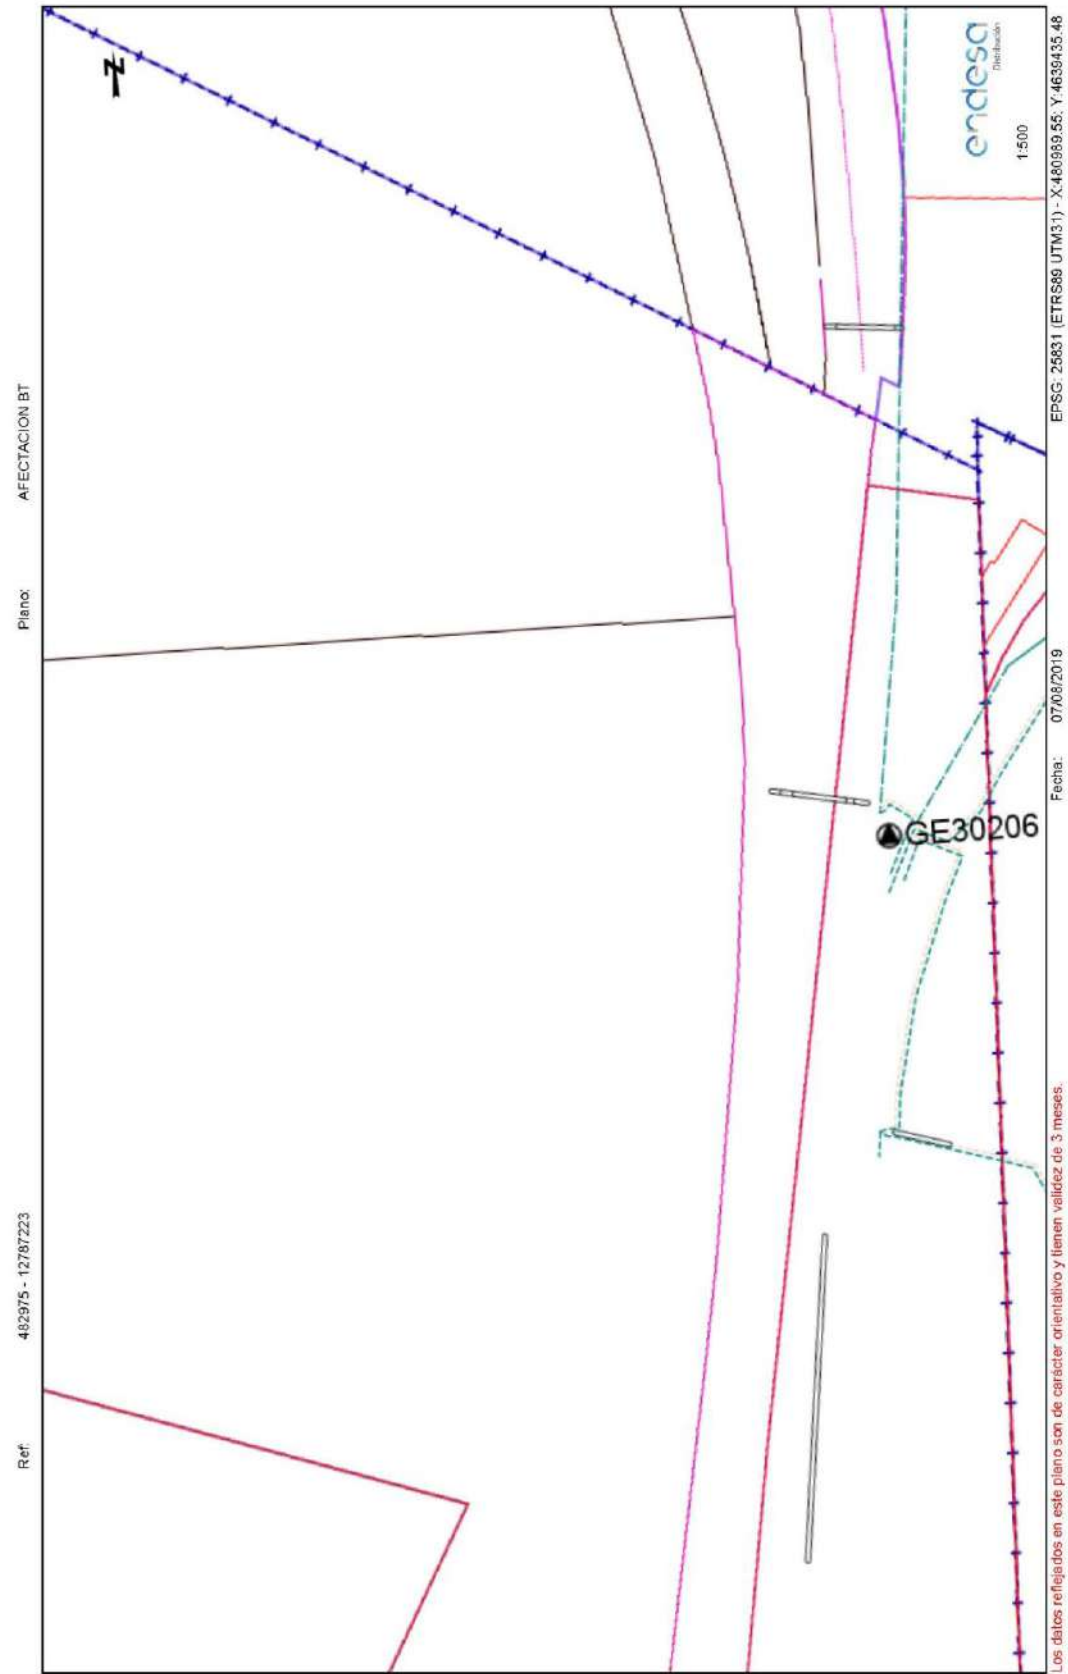 Ref: 482975 - 12787223 Plano: AFECTACION BT
N
GE30206
endesa
Distribución
1:500
Los datos reflejados en este plano son de carácter orientativo y tienen validez de 3 meses. Fecha: 07/08/2019 EPSG: 25831 (ETRS89 UTM31) - X:480989.55; Y:4639435.48